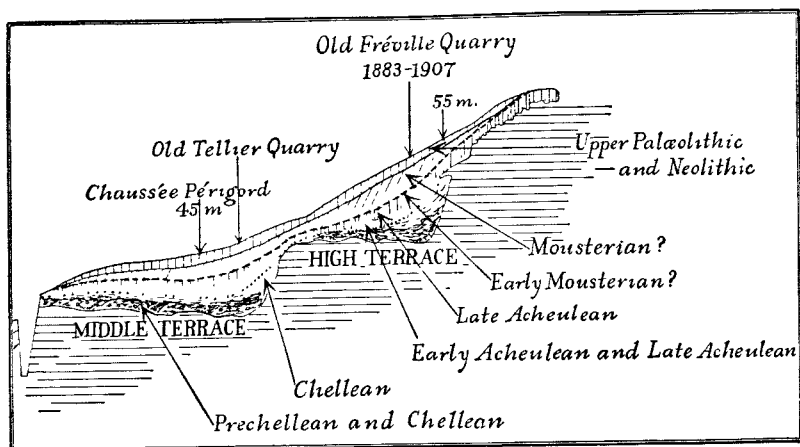 Old Fréville Quarry
1883-1907
55 m.
Upper Palæolithic
— and Neolithic
Old Tellier Quarry
Chaussée Périgord
45 m
Mousterian?
HIGH TERRACE
Early Mousterian?
Late Acheulean
MIDDLE TERRACE
Early Acheulean and Late Acheulean
Chellean
Prechellean and Chellean